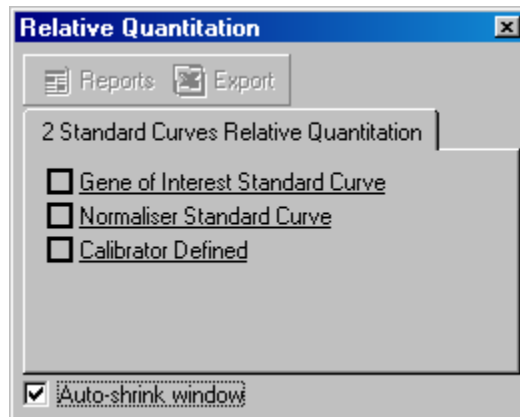 Relative Quantitation
Reports Export
2 Standard Curves Relative Quantitation
Gene of Interest Standard Curve
Normaliser Standard Curve
Calibrator Defined
Auto-shrink window